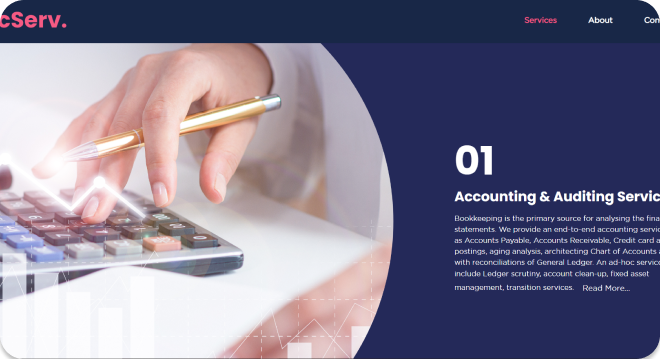 cServ.
Services About Con
01
Accounting & Auditing Servic
Bookkeeping is the primary source for analysing the fina
statements. We provide an end-to-end accounting servic
as Accounts Payable, Accounts Receivable, Credit card a
postings, aging analysis, architecting Chart of Accounts a
with reconciliations of General Ledger. An ad-hoc service
include Ledger scrutiny, account clean-up, fixed asset
management, transition services. Read More...